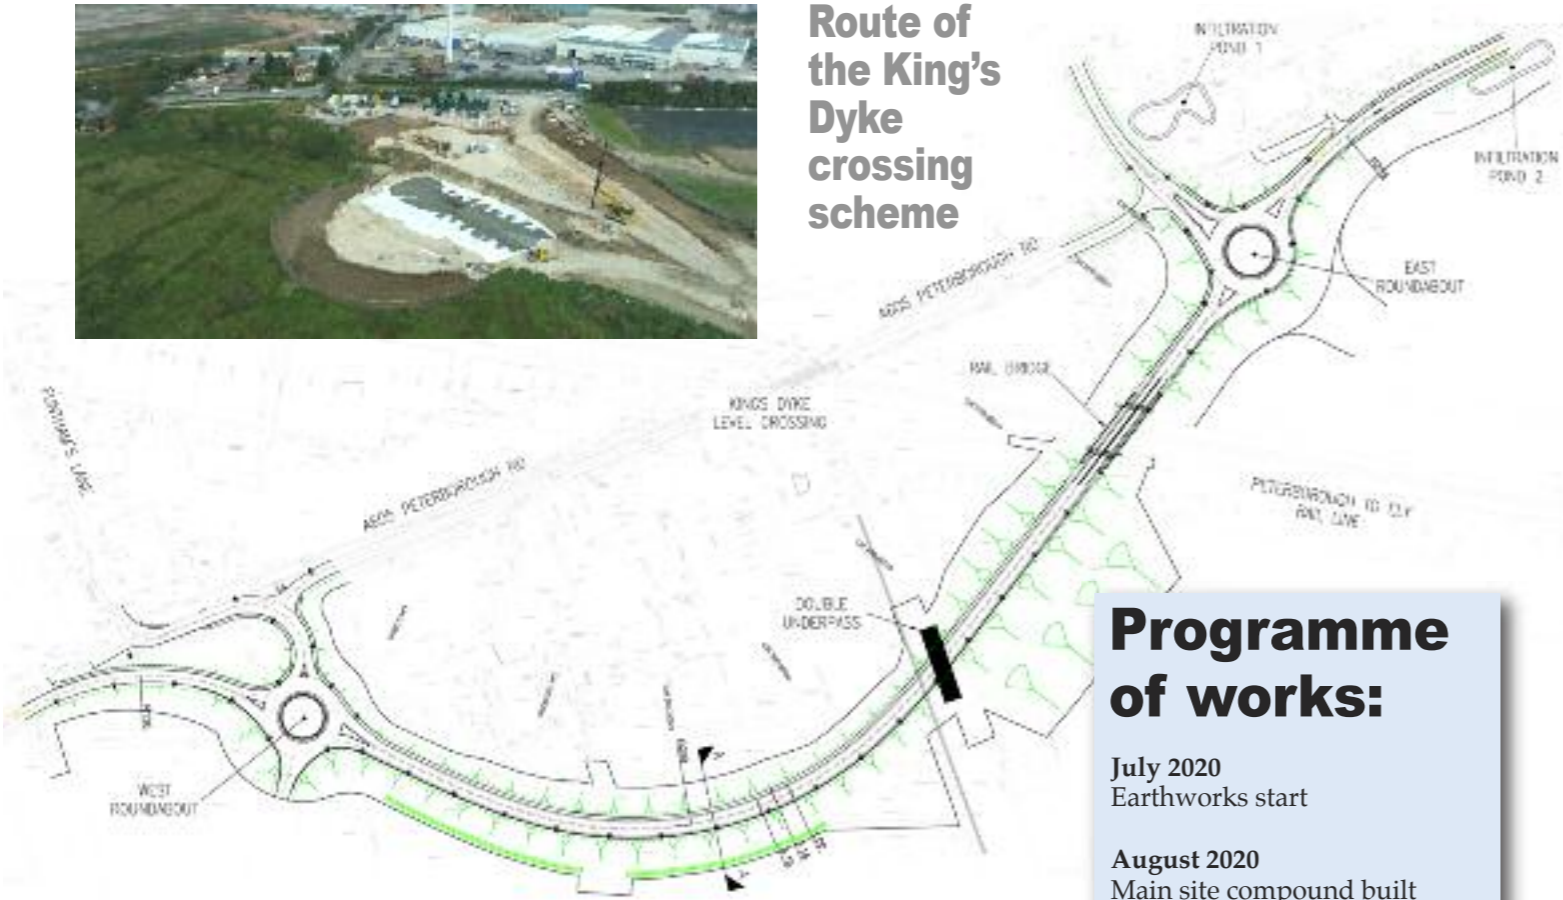 Route of
the King's
Dyke
crossing
scheme
INFILTRATION
POND 1
INFILTRATION
POND 2
EAST
ROUNDABOUT
A605 PETERBOROUGH RD
RAIL BRIDGE
KINGS DYKE
LEVEL CROSSING
A605 PETERBOROUGH RD
PETERBOROUGH TO ELY
RAIL LINE
DOUBLE
UNDERPASS
WEST
ROUNDABOUT
Programme
of works:
July 2020
Earthworks start
August 2020
Main site compound built